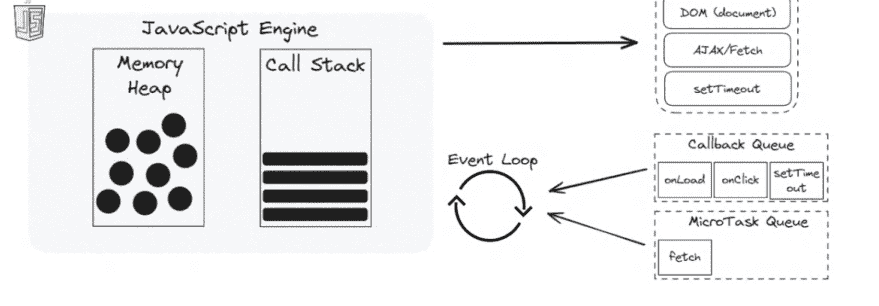 JS
JavaScript Engine
Memory
Heap
Call Stack
DOM (document)
AJAX/Fetch
setTimeout
Event Loop
Callback Queue
onLoad
onClick
setTime
out
MicroTask Queue
fetch